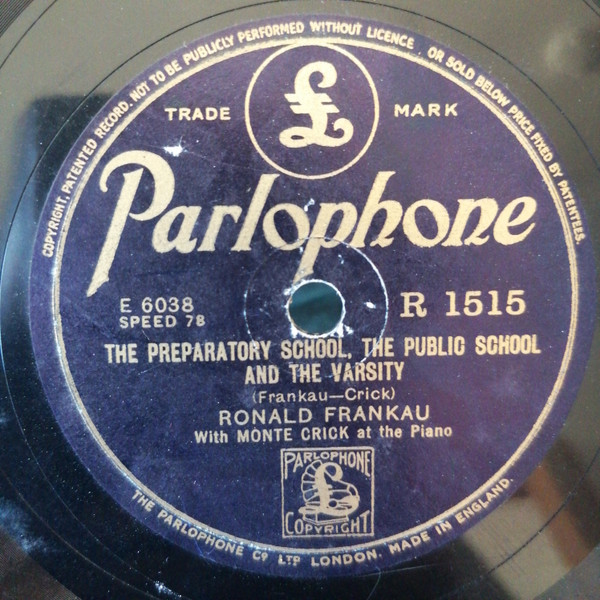 COPYRIGHT. PATENTED RECORD. NOT TO BE PUBLICLY PERFORMED WITHOUT LICENCE. OR SOLD BELOW PRICE FIXED BY PATENTEES.
TRADE £ MARK
Parlophone
E 6038
SPEED 78
R 1515
THE PREPARATORY SCHOOL, THE PUBLIC SCHOOL
AND THE VARSITY
(Frankau—Crick)
RONALD FRANKAU
With MONTE CRICK at the Piano
PARLOPHONE
£
COPYRIGHT
THE PARLOPHONE Co LTD LONDON. MADE IN ENGLAND.